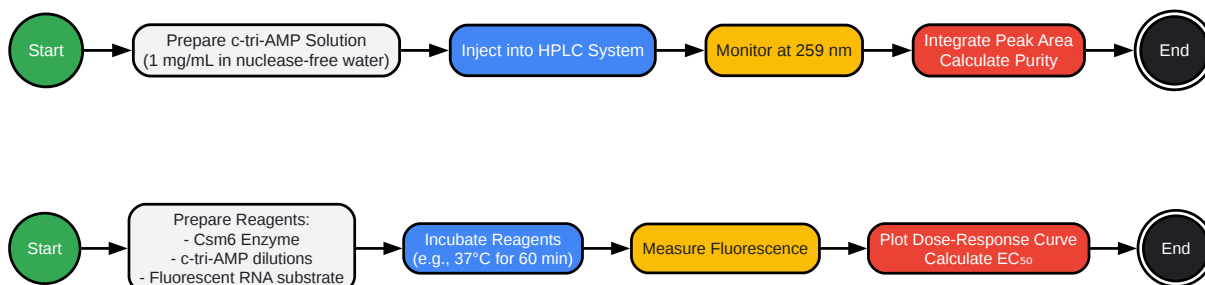 Start
Prepare c-tri-AMP Solution
(1 mg/mL in nuclease-free water)
Inject into HPLC System
Monitor at 259 nm
Integrate Peak Area
Calculate Purity
End
Start
Prepare Reagents:
- Csm6 Enzyme
- c-tri-AMP dilutions
- Fluorescent RNA substrate
Incubate Reagents
(e.g., 37°C for 60 min)
Measure Fluorescence
Plot Dose-Response Curve
Calculate EC₅₀
End